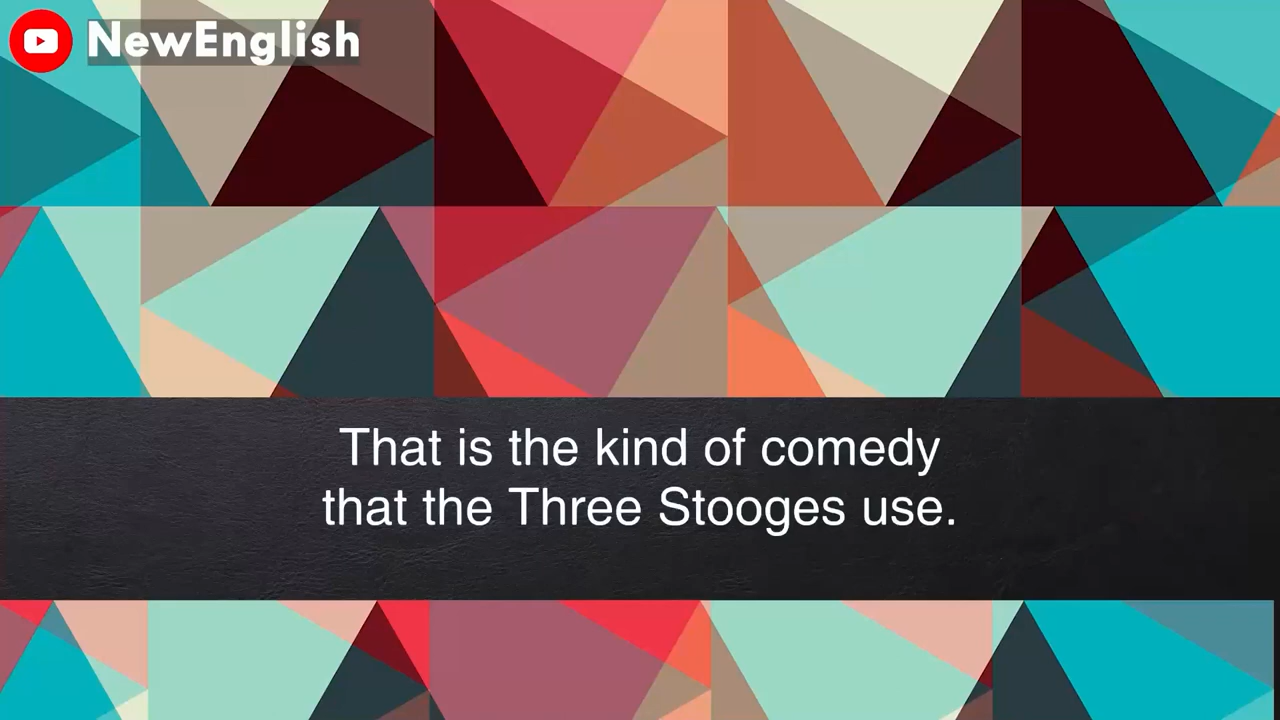 NewEnglish
That is the kind of comedy
that the Three Stooges use.